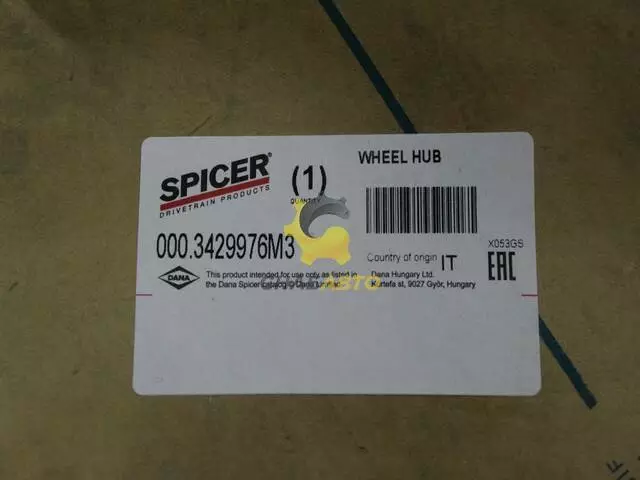 SPICER®
DRIVETRAIN PRODUCTS
(1)
QUANTITY
WHEEL HUB
000.3429976M3
X053GS
Country of origin IT
EAC
DANA
This product intended for use only as listed in
the Dana Spicer catalog
Dana Limited
Dana Hungary Ltd.
Kurtefa st, 9027 Györ, Hungary
АВТО